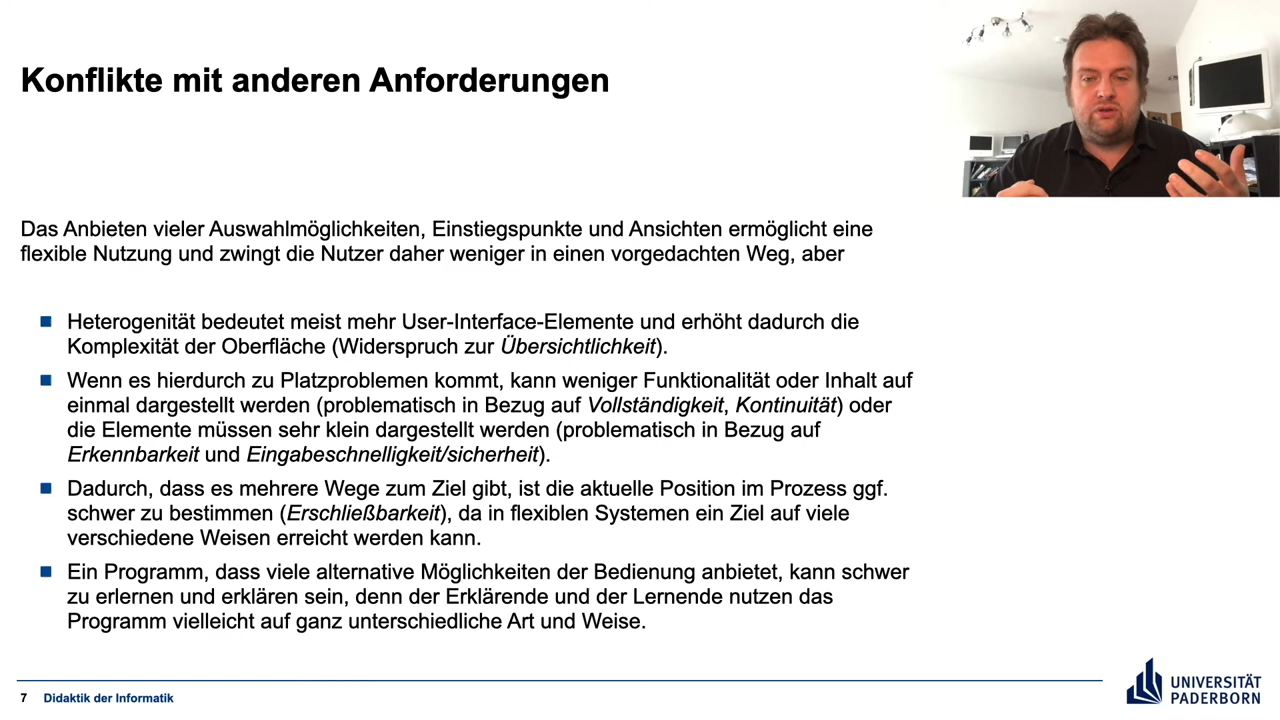 Konflikte mit anderen Anforderungen
Das Anbieten vieler Auswahlmöglichkeiten, Einstiegspunkte und Ansichten ermöglicht eine
flexible Nutzung und zwingt die Nutzer daher weniger in einen vorgedachten Weg, aber
Heterogenität bedeutet meist mehr User-Interface-Elemente und erhöht dadurch die
Komplexität der Oberfläche (Widerspruch zur Übersichtlichkeit).
Wenn es hierdurch zu Platzproblemen kommt, kann weniger Funktionalität oder Inhalt auf
einmal dargestellt werden (problematisch in Bezug auf Vollständigkeit, Kontinuität) oder
die Elemente müssen sehr klein dargestellt werden (problematisch in Bezug auf
Erkennbarkeit und Eingabeschnelligkeit/sicherheit).
Dadurch, dass es mehrere Wege zum Ziel gibt, ist die aktuelle Position im Prozess ggf.
schwer zu bestimmen (Erschließbarkeit), da in flexiblen Systemen ein Ziel auf viele
verschiedene Weisen erreicht werden kann.
Ein Programm, dass viele alternative Möglichkeiten der Bedienung anbietet, kann schwer
zu erlernen und erklären sein, denn der Erklärende und der Lernende nutzen das
Programm vielleicht auf ganz unterschiedliche Art und Weise.
7 Didaktik der Informatik
UNIVERSITÄT
PADERBORN